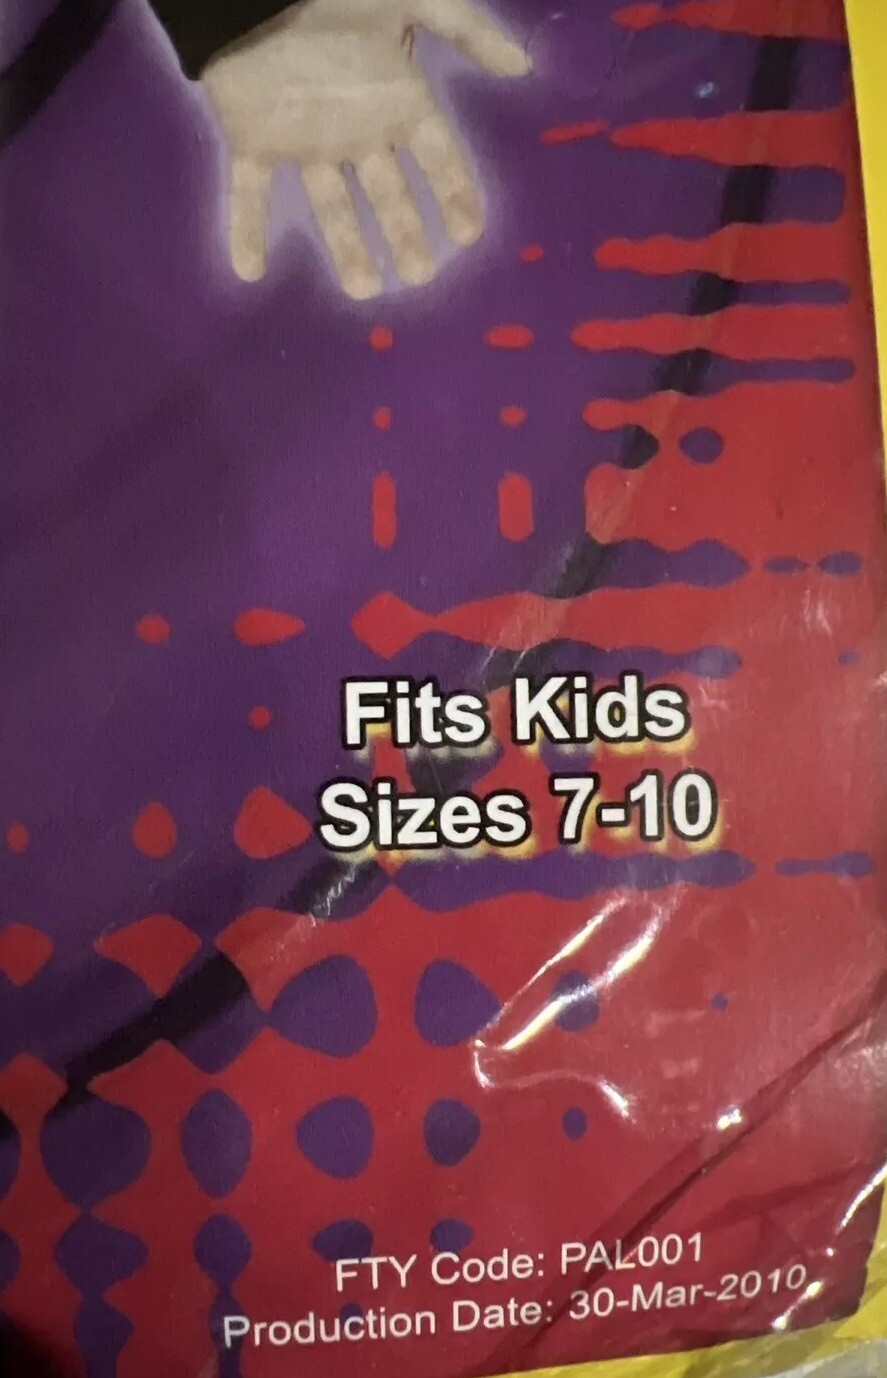 Fits Kids
Sizes 7-10
FTY Code: PAL001
Production Date: 30-Mar-2010